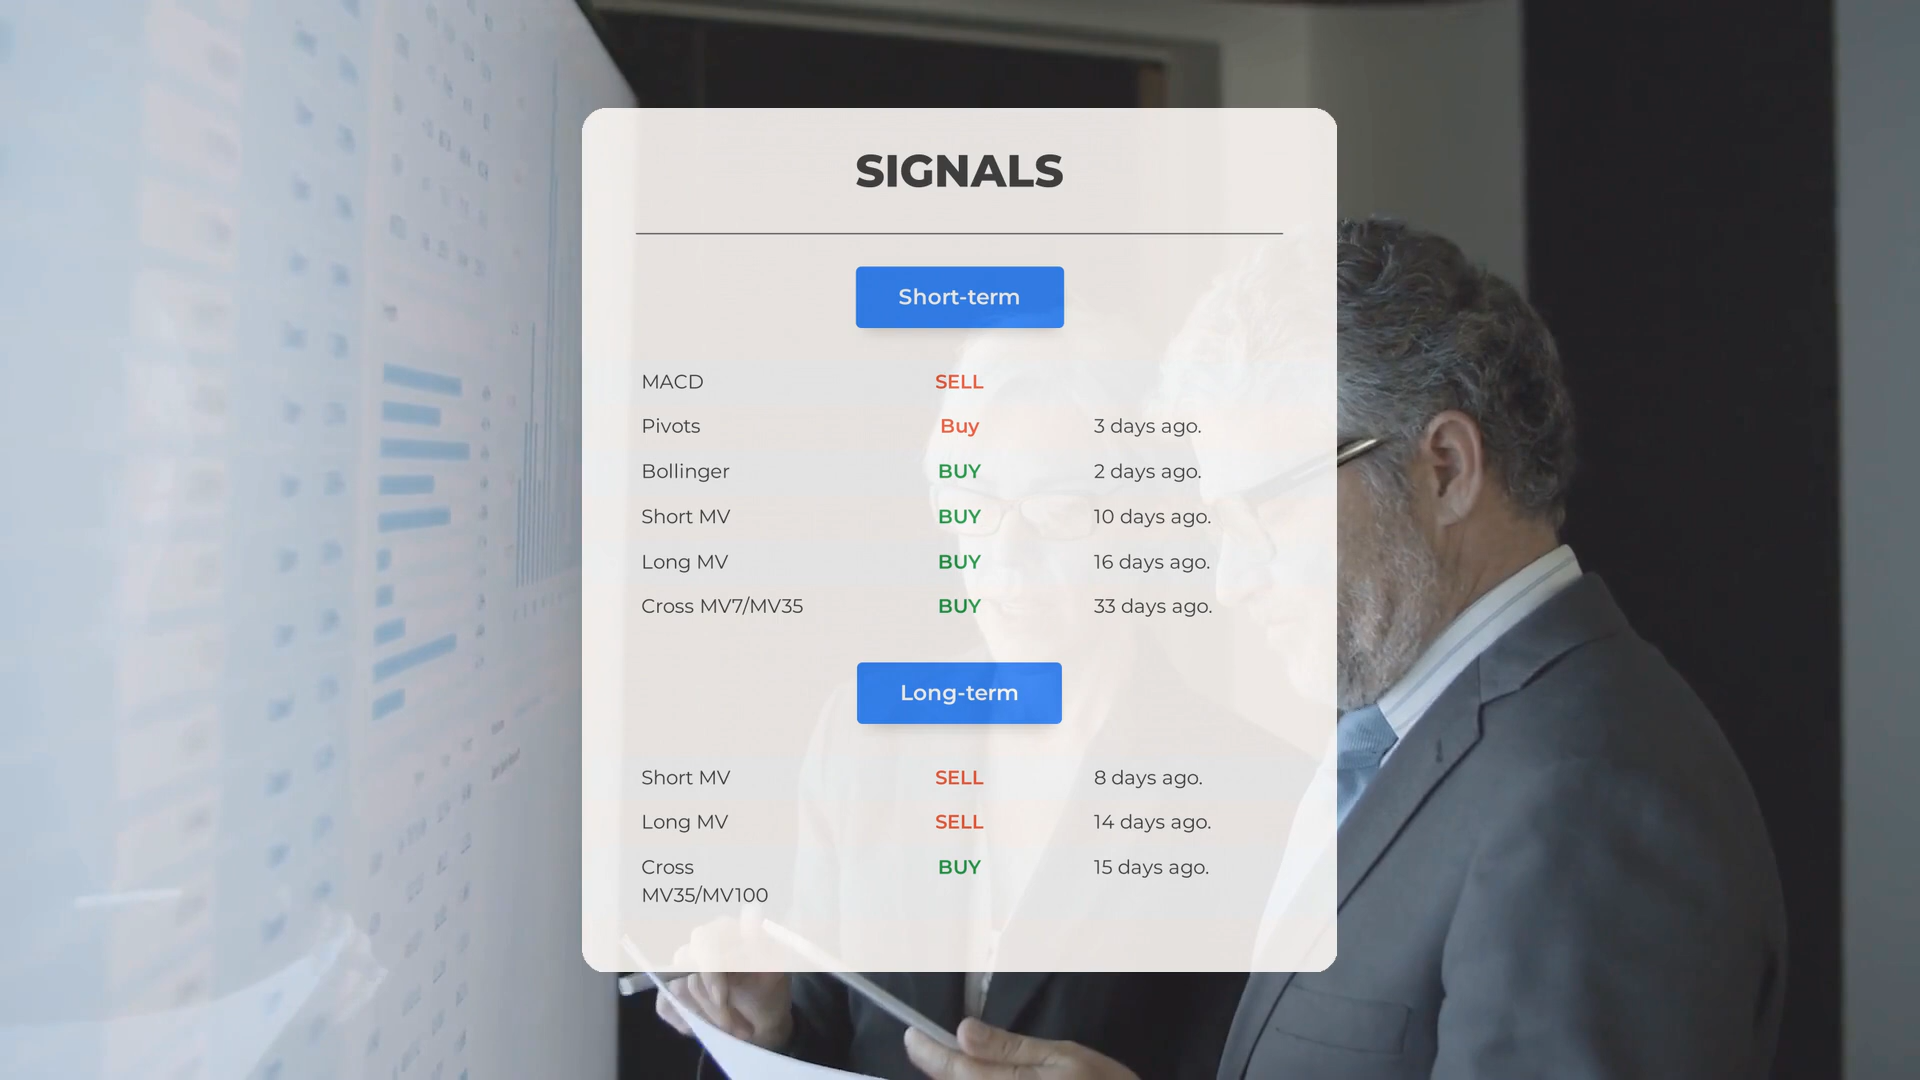 SIGNALS
Short-term
MACD SELL
Pivots Buy 3 days ago.
Bollinger BUY 2 days ago.
Short MV BUY 10 days ago.
Long MV BUY 16 days ago.
Cross MV7/MV35 BUY 33 days ago.
Long-term
Short MV SELL 8 days ago.
Long MV SELL 14 days ago.
Cross BUY 15 days ago.
MV35/MV100